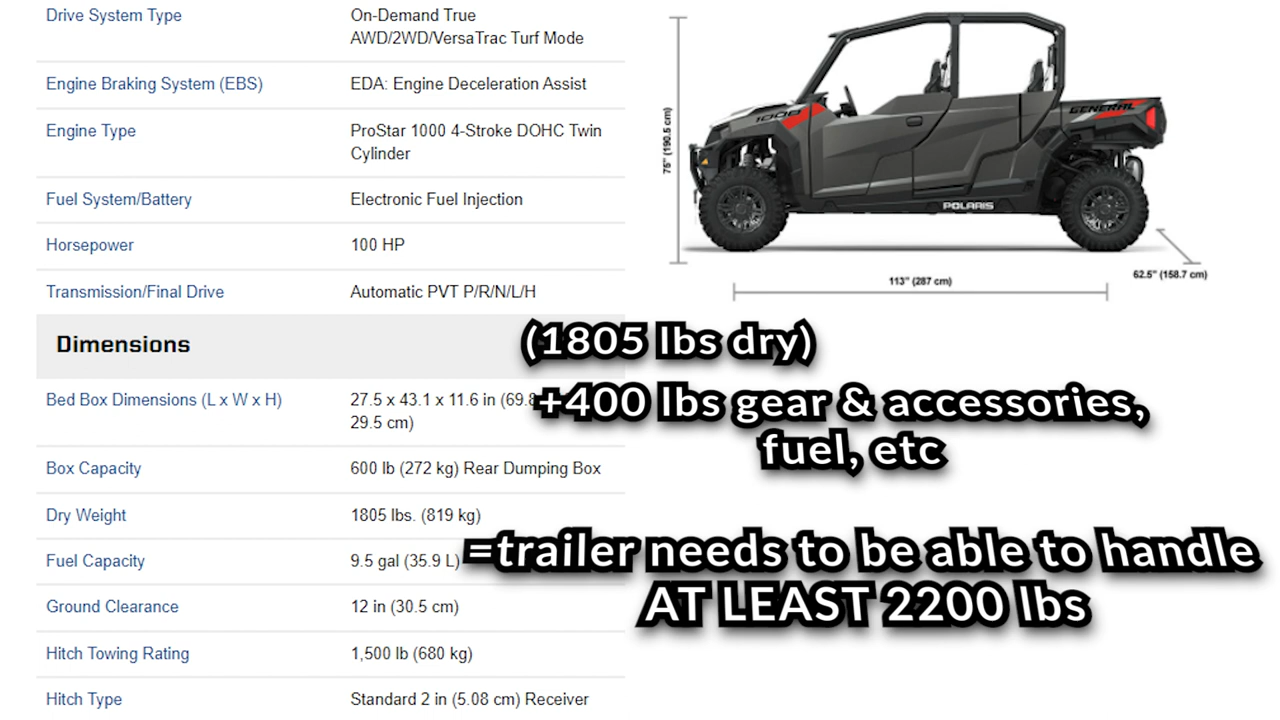 Drive System Type
On-Demand True
AWD/2WD/VersaTrac Turf Mode
Engine Braking System (EBS)
EDA: Engine Deceleration Assist
Engine Type
ProStar 1000 4-Stroke DOHC Twin
Cylinder
Fuel System/Battery
Electronic Fuel Injection
Horsepower
100 HP
Transmission/Final Drive
Automatic PVT P/R/N/L/H
Dimensions
Bed Box Dimensions (L x W x H)
27.5 x 43.1 x 11.6 in (69.8
29.5 cm)
Box Capacity
600 lb (272 kg) Rear Dumping Box
Dry Weight
1805 lbs. (819 kg)
Fuel Capacity
9.5 gal (35.9 L)
Ground Clearance
12 in (30.5 cm)
Hitch Towing Rating
1,500 lb (680 kg)
Hitch Type
Standard 2 in (5.08 cm) Receiver
75" (190.5 cm)
1000
GENERAL
POLARIS
113" (287 cm)
62.5" (158.7 cm)
(1805 lbs dry)
+400 lbs gear & accessories,
fuel, etc
=trailer needs to be able to handle
AT LEAST 2200 lbs